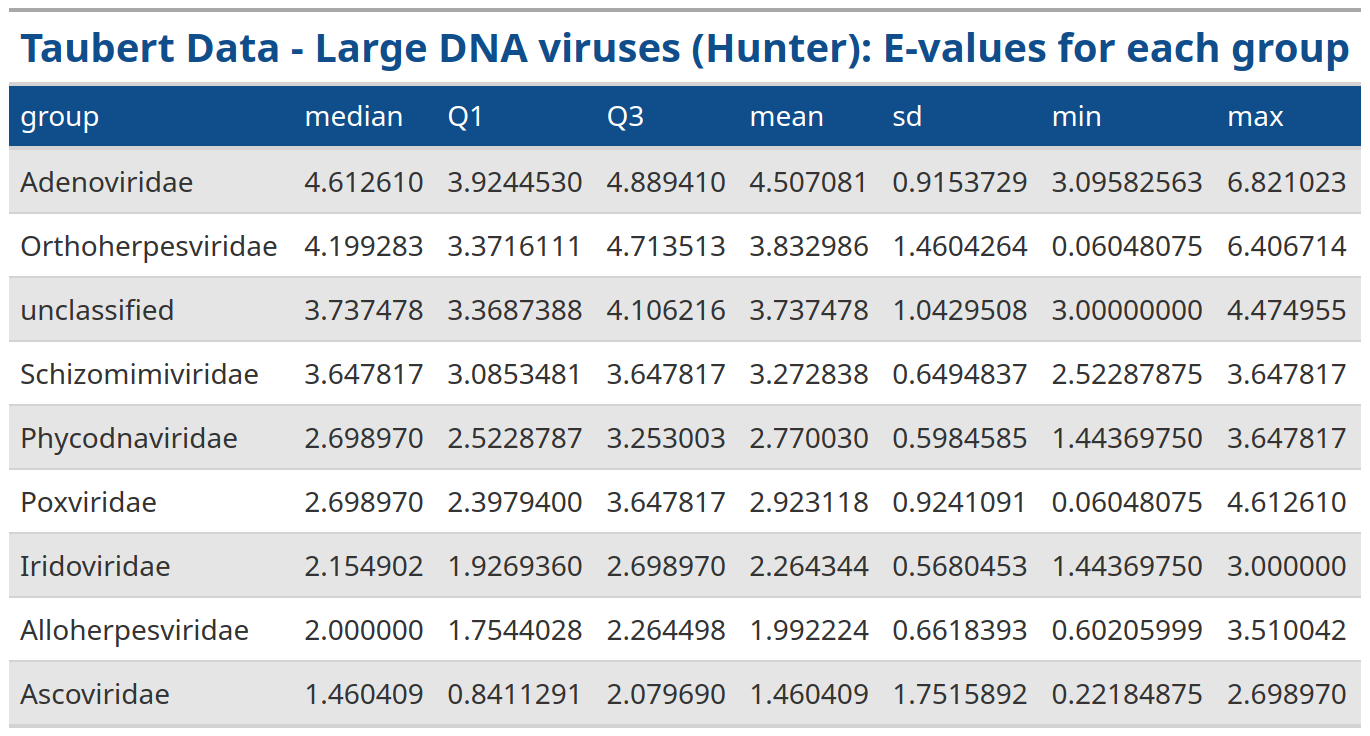 Taubert Data - Large DNA viruses (Hunter): E-values for each group
group median Q1 Q3 mean sd min max
Adenoviridae 4.612610 3.9244530 4.889410 4.507081 0.9153729 3.09582563 6.821023
Orthoherpesviridae 4.199283 3.3716111 4.713513 3.832986 1.4604264 0.06048075 6.406714
unclassified 3.737478 3.3687388 4.106216 3.737478 1.0429508 3.00000000 4.474955
Schizomimiviridae 3.647817 3.0853481 3.647817 3.272838 0.6494837 2.52287875 3.647817
Phycodnaviridae 2.698970 2.5228787 3.253003 2.770030 0.5984585 1.44369750 3.647817
Poxviridae 2.698970 2.3979400 3.647817 2.923118 0.9241091 0.06048075 4.612610
Iridoviridae 2.154902 1.9269360 2.698970 2.264344 0.5680453 1.44369750 3.000000
Alloherpesviridae 2.000000 1.7544028 2.264498 1.992224 0.6618393 0.60205999 3.510042
Ascoviridae 1.460409 0.8411291 2.079690 1.460409 1.7515892 0.22184875 2.698970